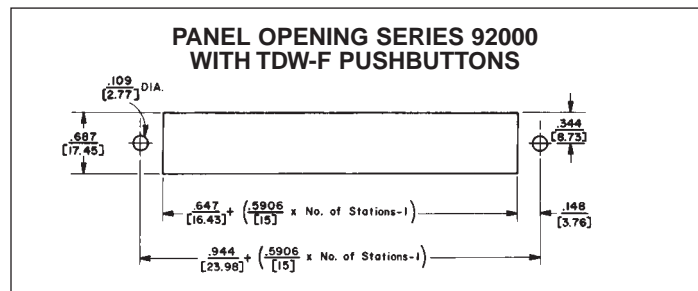 PANEL OPENING SERIES 92000
WITH TDW-F PUSHBUTTONS
.109
[2.77] DIA.
.687
[17.45]
.344
[8.73]
.647
[16.43] + (.5906
[15] x No. of Stations-1)
.148
[3.76]
.944
[23.98] + (.5906
[15] x No. of Stations-1)